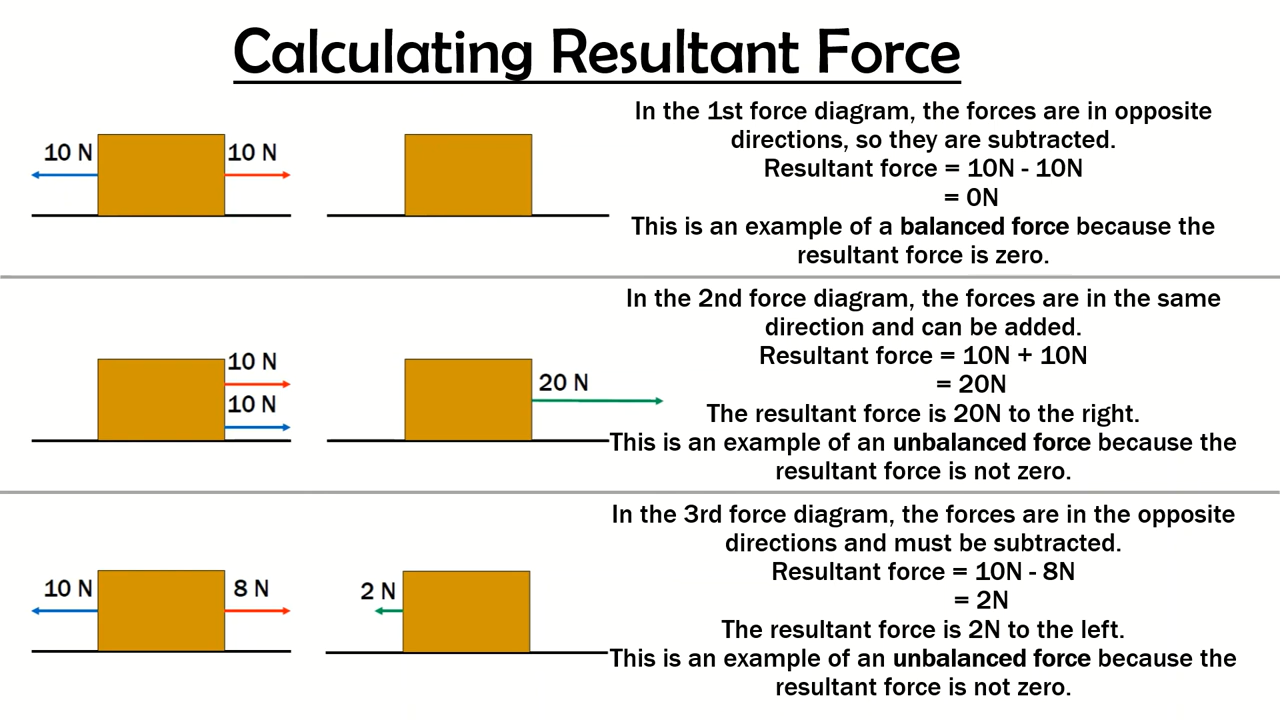 Calculating Resultant Force
10 N
10 N
In the 1st force diagram, the forces are in opposite
directions, so they are subtracted.
Resultant force = 10N - 10N
= 0N
This is an example of a balanced force because the
resultant force is zero.
10 N
10 N
20 N
In the 2nd force diagram, the forces are in the same
direction and can be added.
Resultant force = 10N + 10N
= 20N
The resultant force is 20N to the right.
This is an example of an unbalanced force because the
resultant force is not zero.
10 N
8 N
2 N
In the 3rd force diagram, the forces are in the opposite
directions and must be subtracted.
Resultant force = 10N - 8N
= 2N
The resultant force is 2N to the left.
This is an example of an unbalanced force because the
resultant force is not zero.